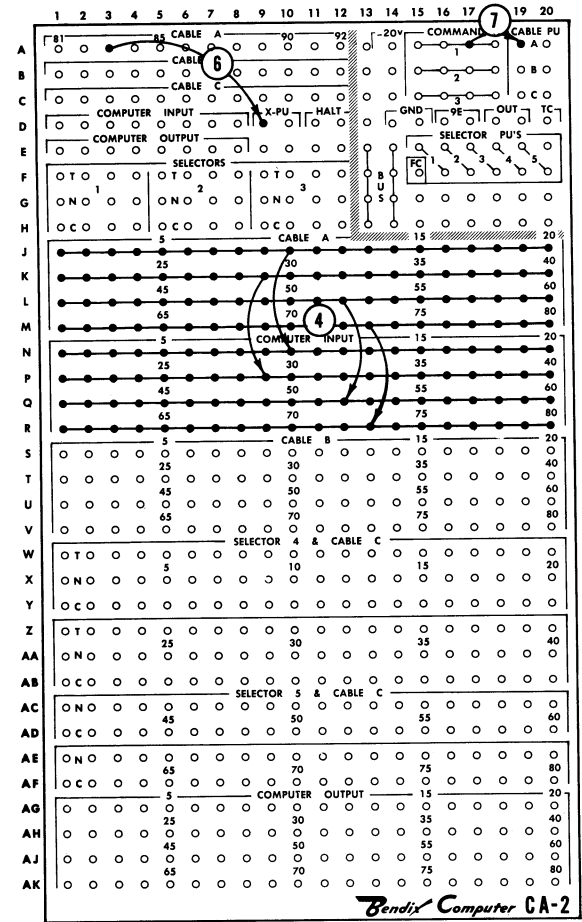 1 2 3 4 5 6 7 8 9 10 11 12 13 14 15 16 17 18 19 20
7
81 85 CABLE A 90 92 -20V COMMAND CABLE PU
A 1 A
6
B CABLE 2 B
C CABLE C 3 C
COMPUTER INPUT X-PU HALT GND 9E OUT TC
D
COMPUTER OUTPUT SELECTOR PU'S
E
SELECTORS FC 1 2 3 4 5
F T T T B
1 2 3 U
G N N N S
H C C C
5 CABLE A 15 20
J
25 30 35 40
K
45 50 55 60
L
65 70 75 80
M
4
5 COMPUTER INPUT 15 20
N
25 30 35 40
P
45 50 55 60
Q
65 70 75 80
R
5 CABLE B 15 20
S
25 30 35 40
T
45 50 55 60
U
65 70 75 80
V
SELECTOR 4 & CABLE C
W T
5 10 15 20
X N
Y C
Z T
25 30 35 40
AA N
AB C
SELECTOR 5 & CABLE C
AC N
45 50 55 60
AD C
AE N
65 70 75 80
AF C
5 COMPUTER OUTPUT 15 20
AG
25 30 35 40
AH
45 50 55 60
AJ
65 70 75 80
AK
Bendix Computer CA-2